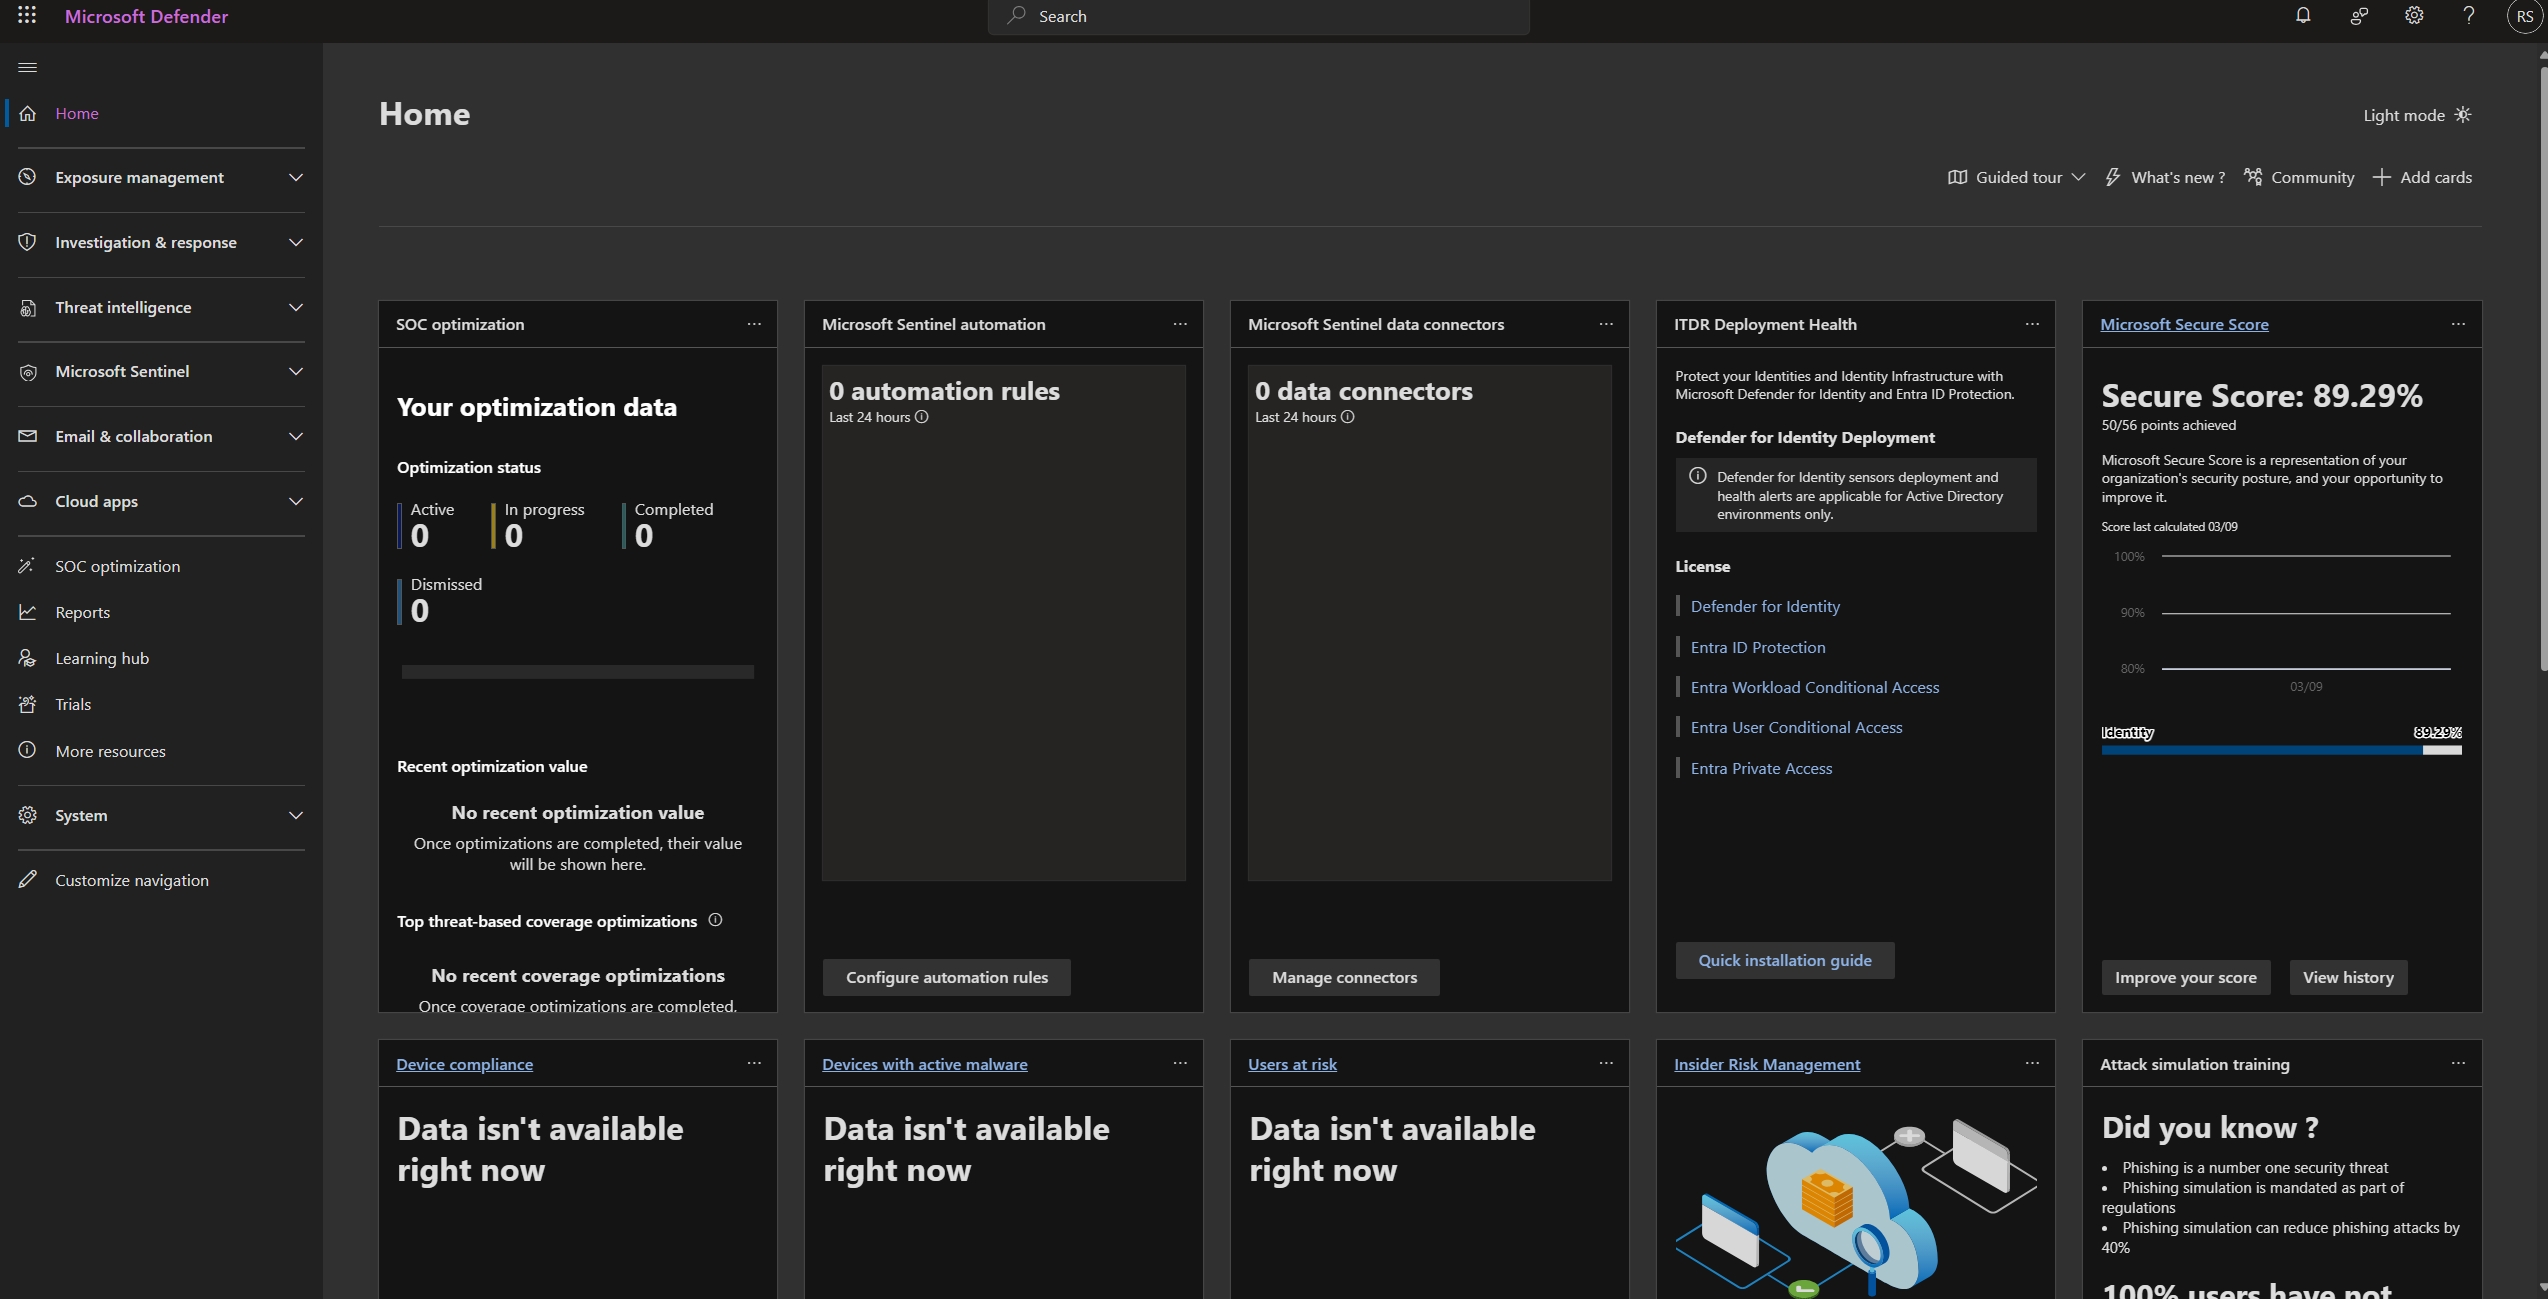 Microsoft Defender
Search
RS
Home
Exposure management
Investigation & response
Threat intelligence
Microsoft Sentinel
Email & collaboration
Cloud apps
SOC optimization
Reports
Learning hub
Trials
More resources
System
Customize navigation
Home
Light mode
Guided tour
What's new ?
Community
Add cards
SOC optimization
Your optimization data
Optimization status
Active
0
In progress
0
Completed
0
Dismissed
0
Recent optimization value
No recent optimization value
Once optimizations are completed, their value
will be shown here.
Top threat-based coverage optimizations
No recent coverage optimizations
Once coverage optimizations are completed,
Microsoft Sentinel automation
0 automation rules
Last 24 hours
Configure automation rules
Microsoft Sentinel data connectors
0 data connectors
Last 24 hours
Manage connectors
ITDR Deployment Health
Protect your Identities and Identity Infrastructure with
Microsoft Defender for Identity and Entra ID Protection.
Defender for Identity Deployment
Defender for Identity sensors deployment and
health alerts are applicable for Active Directory
environments only.
License
Defender for Identity
Entra ID Protection
Entra Workload Conditional Access
Entra User Conditional Access
Entra Private Access
Quick installation guide
Microsoft Secure Score
Secure Score: 89.29%
50/56 points achieved
Microsoft Secure Score is a representation of your
organization's security posture, and your opportunity to
improve it.
Score last calculated 03/09
100%
90%
80%
03/09
Identity 89.29%
Improve your score
View history
Device compliance
Data isn't available
right now
Devices with active malware
Data isn't available
right now
Users at risk
Data isn't available
right now
Insider Risk Management
Attack simulation training
Did you know ?
• Phishing is a number one security threat
• Phishing simulation is mandated as part of
regulations
• Phishing simulation can reduce phishing attacks by
40%
100% users have not